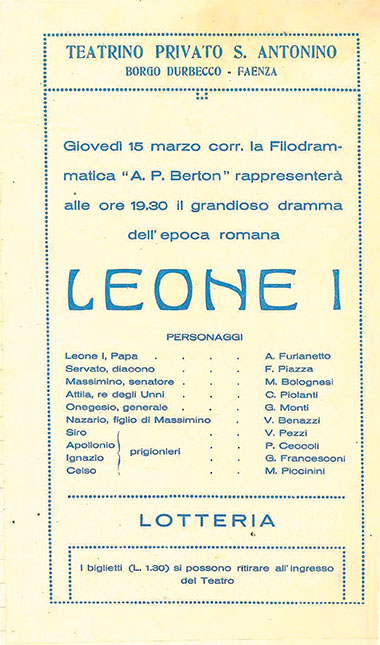 TEATRINO PRIVATO S. ANTONINO
BORGO DURBECCO - FAENZA
Giovedì 15 marzo corr. la Filodram-
matica "A. P. Berton" rappresenterà
alle ore 19.30 il grandioso dramma
dell'epoca romana
LEONE I
PERSONAGGI
Leone I, Papa . . . . A. Furlanetto
Servato, diacono . . . F. Piazza
Massimino, senatore . . . M. Bolognesi
Attila, re degli Unni . . . C. Piolanti
Onegesio, generale . . . G. Monti
Nazario, figlio di Massimino . V. Benazzi
Siro . . V. Pezzi
Apollonio . . P. Ceccoli
prigionieri
Ignazio . . G. Francesconi
Celso . . M. Piccinini
LOTTERIA
I biglietti (L. 1.30) si possono ritirare all'ingresso
del Teatro